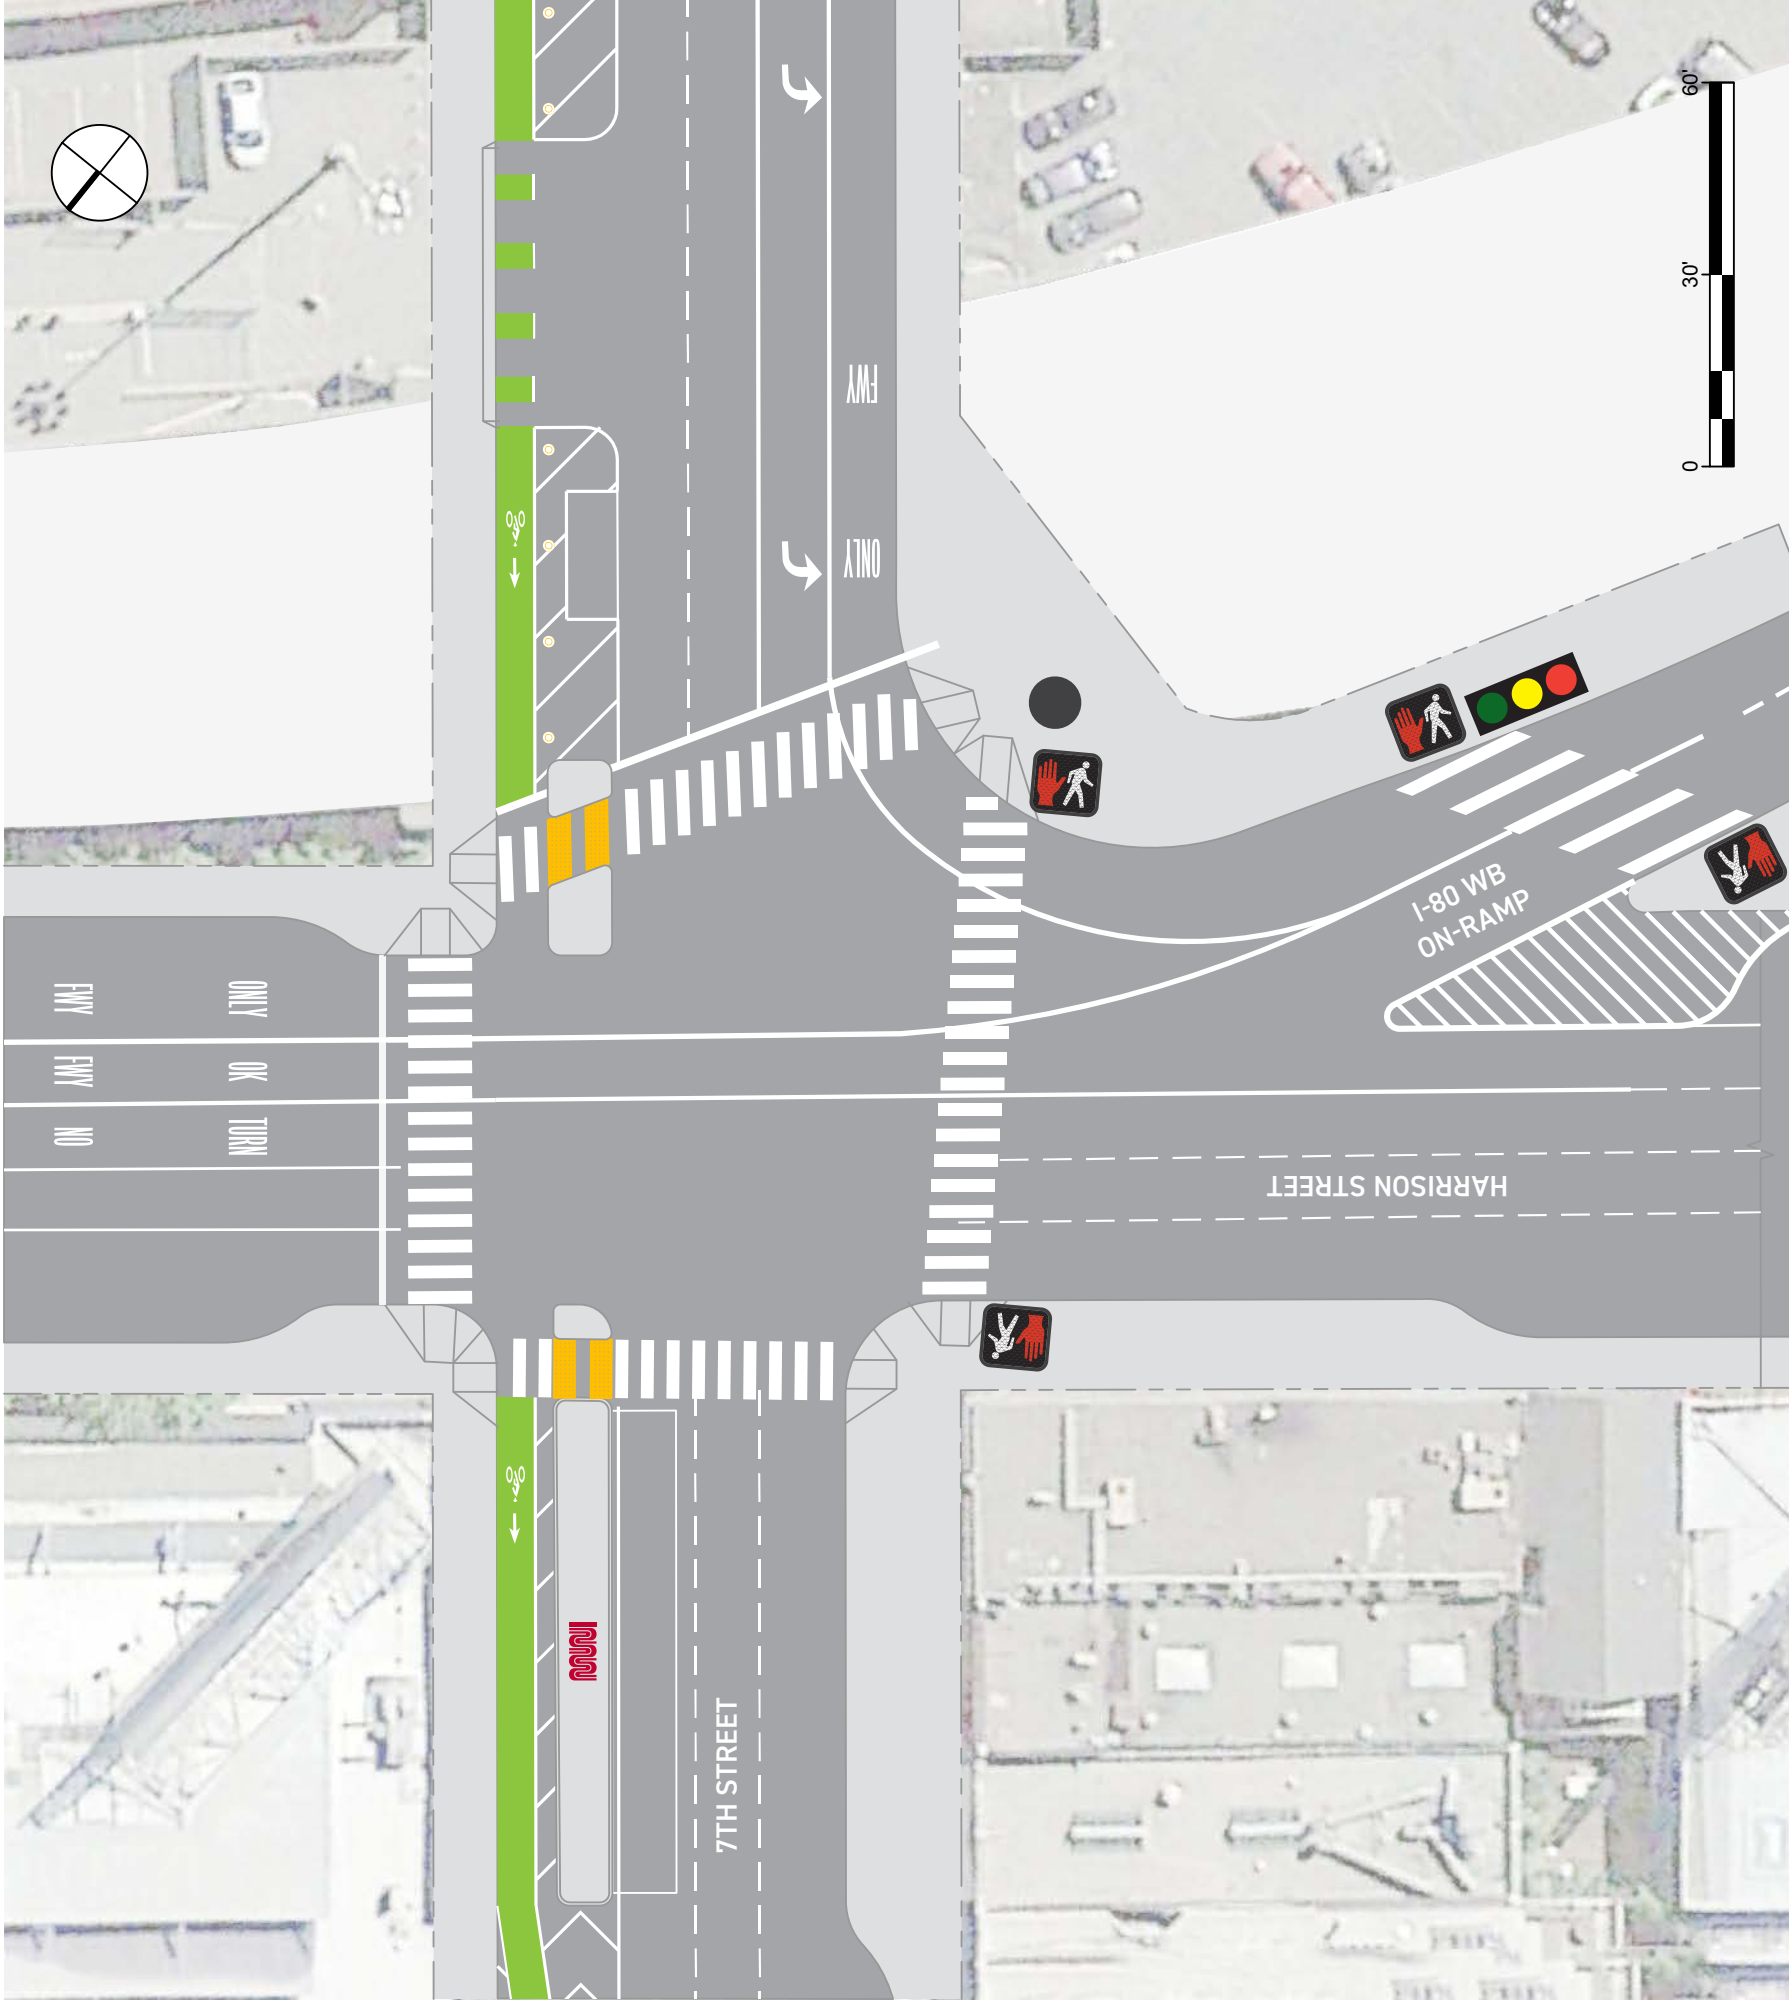 60'
30'
0
FWY
ONLY
I-80 WB
ON-RAMP
FWY
ONLY
FWY
OK
NO
TURN
HARRISON STREET
7TH STREET